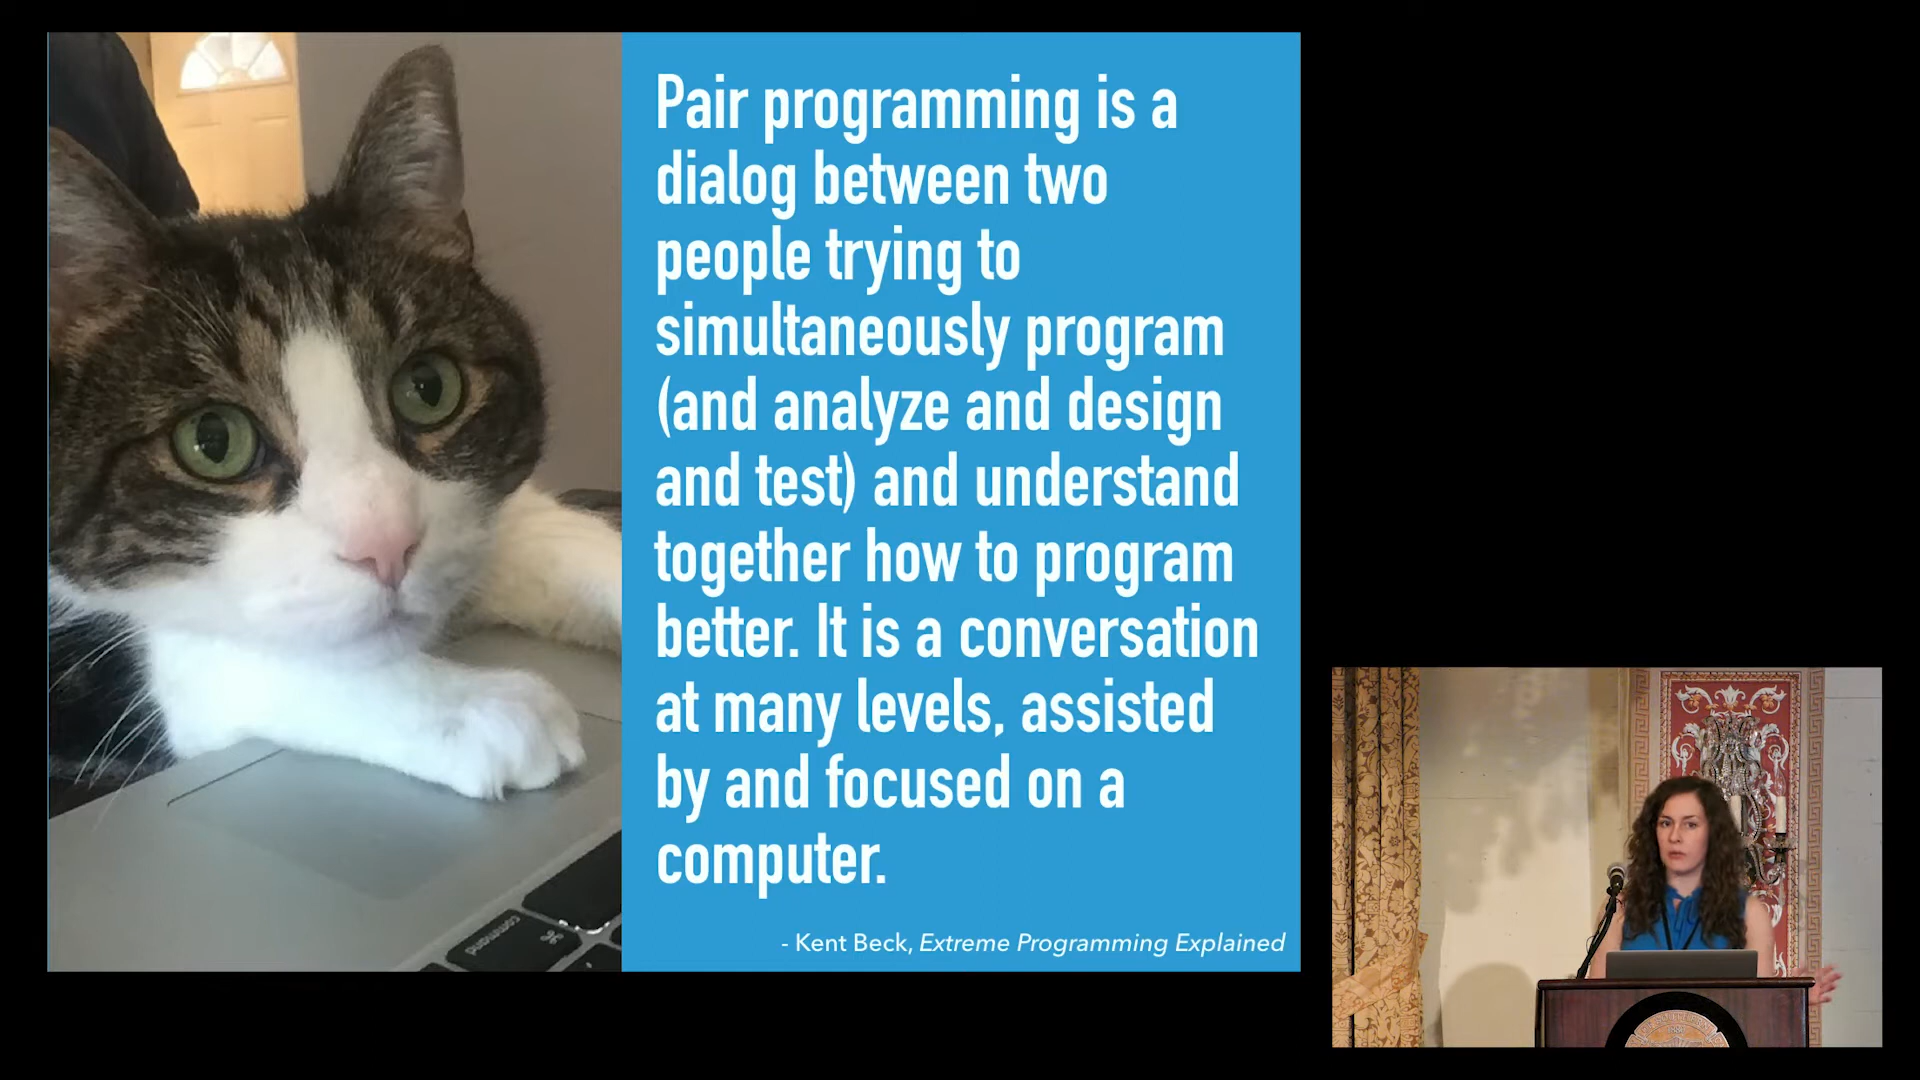 Pair programming is a
dialog between two
people trying to
simultaneously program
(and analyze and design
and test) and understand
together how to program
better. It is a conversation
at many levels, assisted
by and focused on a
computer.
- Kent Beck, Extreme Programming Explained
command
⌘